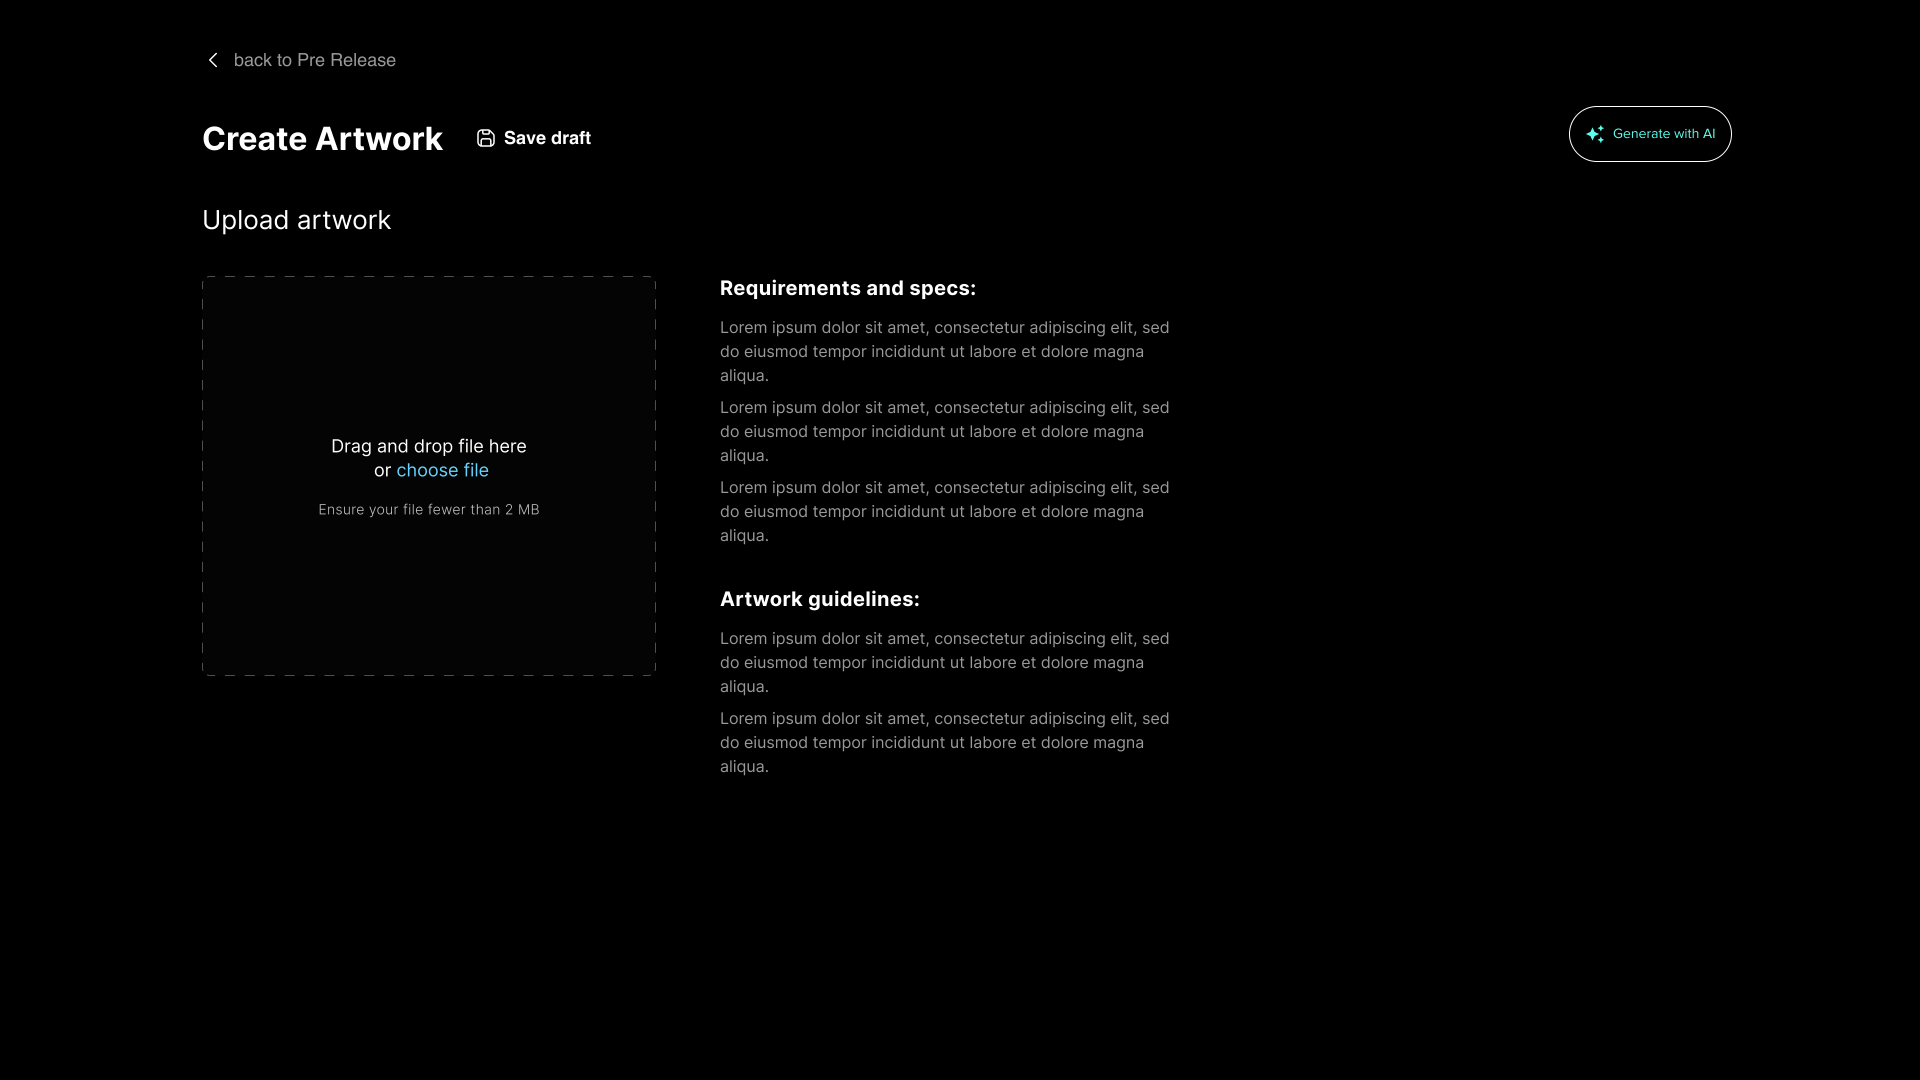 back to Pre Release
Create Artwork
Save draft
Generate with AI
Upload artwork
Drag and drop file here
or choose file
Ensure your file fewer than 2 MB
Requirements and specs:
Lorem ipsum dolor sit amet, consectetur adipiscing elit, sed
do eiusmod tempor incididunt ut labore et dolore magna
aliqua.
Lorem ipsum dolor sit amet, consectetur adipiscing elit, sed
do eiusmod tempor incididunt ut labore et dolore magna
aliqua.
Lorem ipsum dolor sit amet, consectetur adipiscing elit, sed
do eiusmod tempor incididunt ut labore et dolore magna
aliqua.
Artwork guidelines:
Lorem ipsum dolor sit amet, consectetur adipiscing elit, sed
do eiusmod tempor incididunt ut labore et dolore magna
aliqua.
Lorem ipsum dolor sit amet, consectetur adipiscing elit, sed
do eiusmod tempor incididunt ut labore et dolore magna
aliqua.